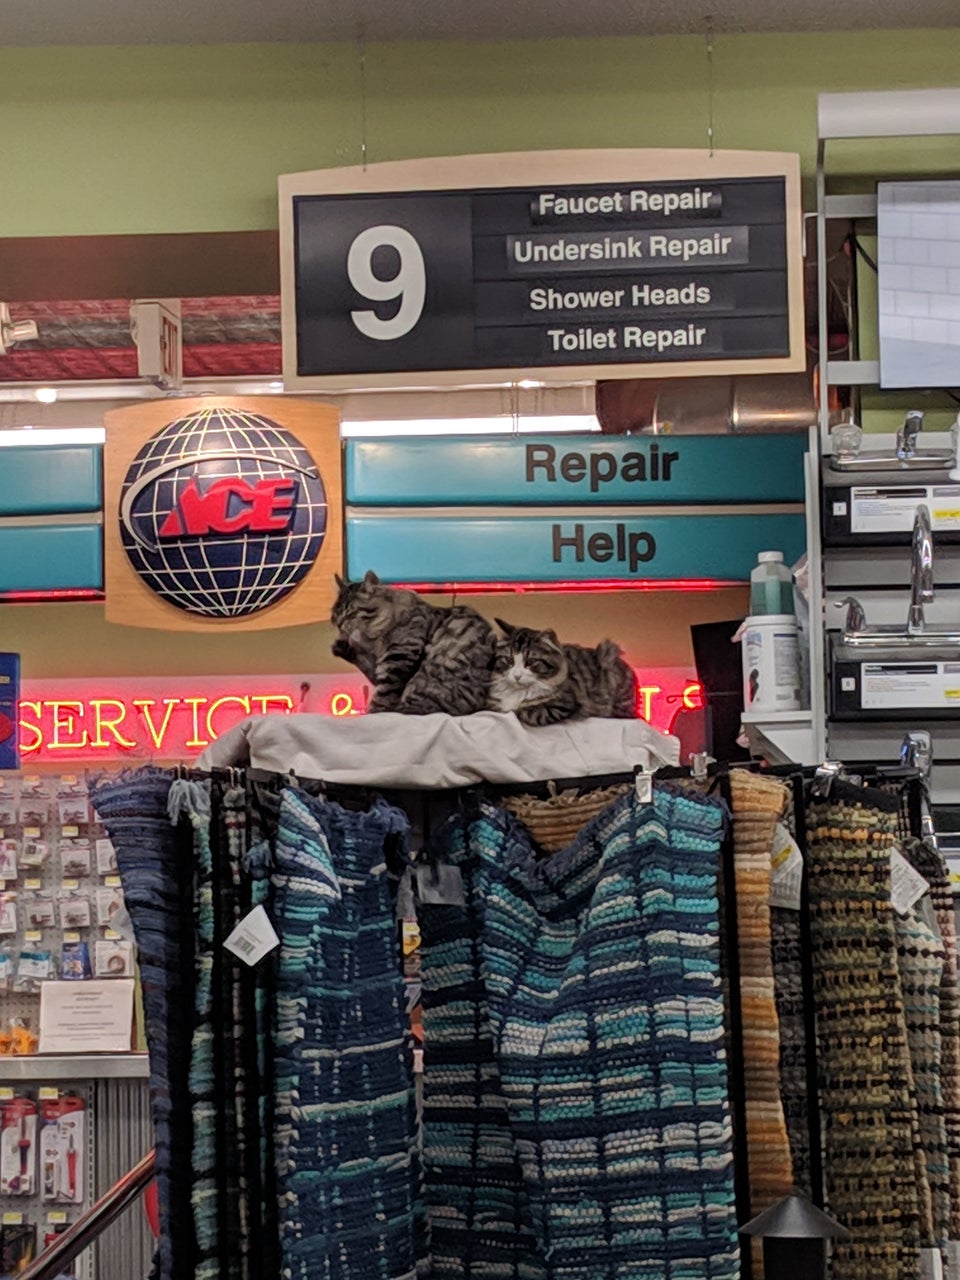 9
Faucet Repair
Undersink Repair
Shower Heads
Toilet Repair
ACE
Repair
Help
SERVICE &